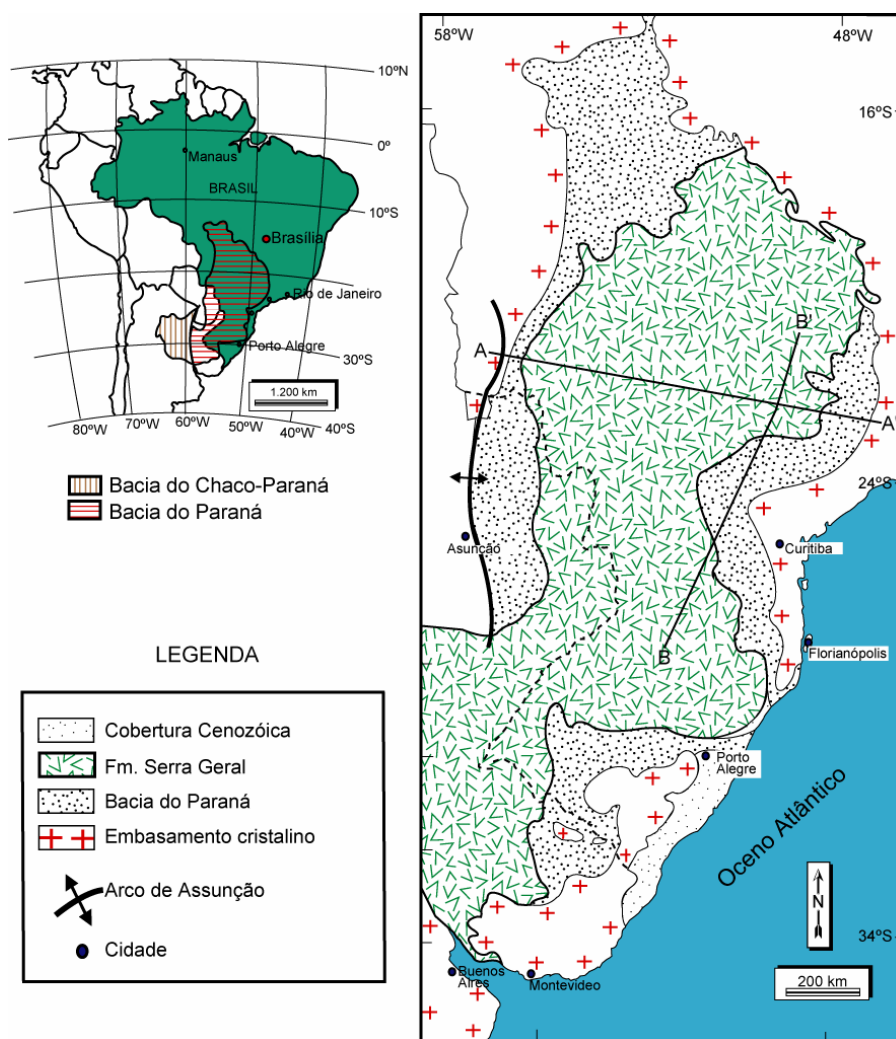 10ºN
0º
Manaus
BRASIL
10ºS
Brasília
Rio de Janeiro
Porto Alegre
30ºS
1.200 km
80ºW
70ºW
60ºW
50ºW
40ºW
40ºS
Bacia do Chaco-Paraná
Bacia do Paraná
LEGENDA
Cobertura Cenozóica
Fm. Serra Geral
Bacia do Paraná
Embasamento cristalino
Arco de Assunção
Cidade
58ºW
48ºW
16ºS
B'
A
A'
24ºS
Asunção
Curitiba
B
Florianópolis
Porto
Alegre
Oceno Atlântico
N
34ºS
Buenos
Aires
Montevideo
200 km